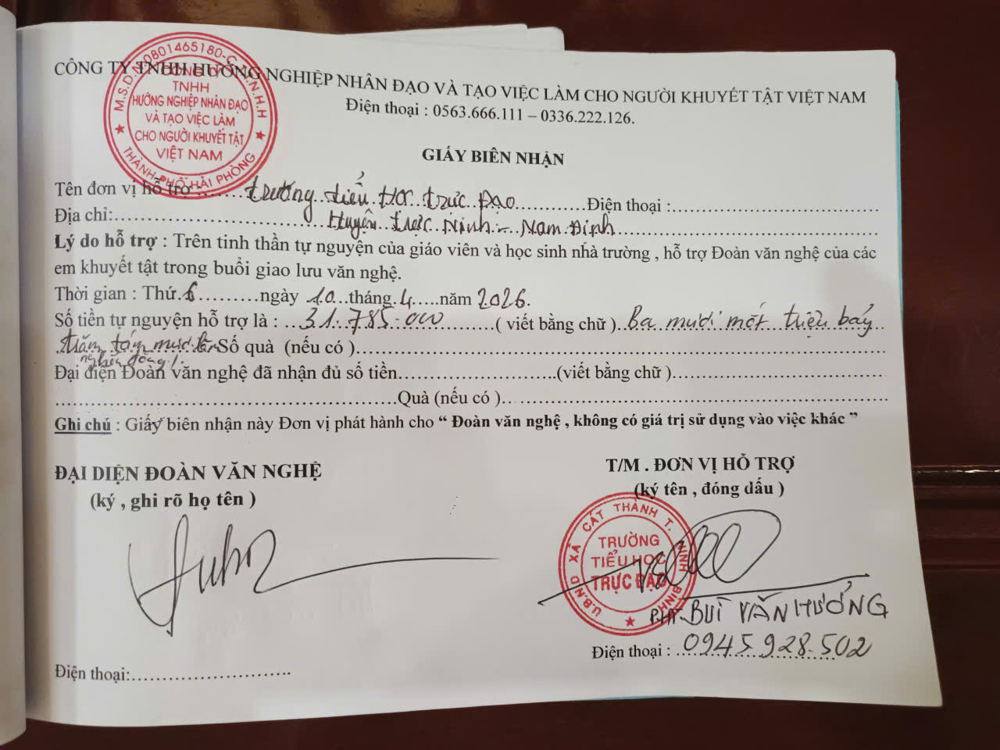 CÔNG TY TNHH HƯỚNG NGHIỆP NHÂN ĐẠO VÀ TẠO VIỆC LÀM CHO NGƯỜI KHUYẾT TẬT VIỆT NAM
Điện thoại : 0563.666.111 – 0336.222.126.
M.S.D.N:0801465180-C.T.T.N.H.H
CÔNG TY
TNHH
HƯỚNG NGHIỆP NHÂN ĐẠO
VÀ TẠO VIỆC LÀM
CHO NGƯỜI KHUYẾT TẬT
VIỆT NAM
THÀNH PHỐ HẢI PHÒNG
GIẤY BIÊN NHẬN
Tên đơn vị hỗ trợ : trường tiểu Trực Đạo Điện thoại :
Địa chỉ: Huyện trực Ninh – Nam Định
Lý do hỗ trợ : Trên tinh thần tự nguyện của giáo viên và học sinh nhà trường , hỗ trợ Đoàn văn nghệ của các
em khuyết tật trong buổi giao lưu văn nghệ.
Thời gian : Thứ 6 ngày 10 tháng 4 năm 2026.
Số tiền tự nguyện hỗ trợ là : 31.785.000 ( viết bằng chữ ) Ba mươi mốt triệu bảy
trăm tám mươi lăm Số quà (nếu có )
nghìn đồng
Đại diện Đoàn văn nghệ đã nhận đủ số tiền (viết bằng chữ )
Quà (nếu có )
Ghi chú : Giấy biên nhận này Đơn vị phát hành cho “ Đoàn văn nghệ , không có giá trị sử dụng vào việc khác ”
ĐẠI DIỆN ĐOÀN VĂN NGHỆ
(ký , ghi rõ họ tên )
T/M . ĐƠN VỊ HỖ TRỢ
(ký tên , đóng dấu )
U.B.N.D XÃ CÁT THÀNH T. NINH BÌNH
TRƯỜNG
TIỂU HỌC
TRỰC ĐẠO
BÙI VĂN HƯỞNG
Điện thoại : 0945.928.502
Điện thoại: